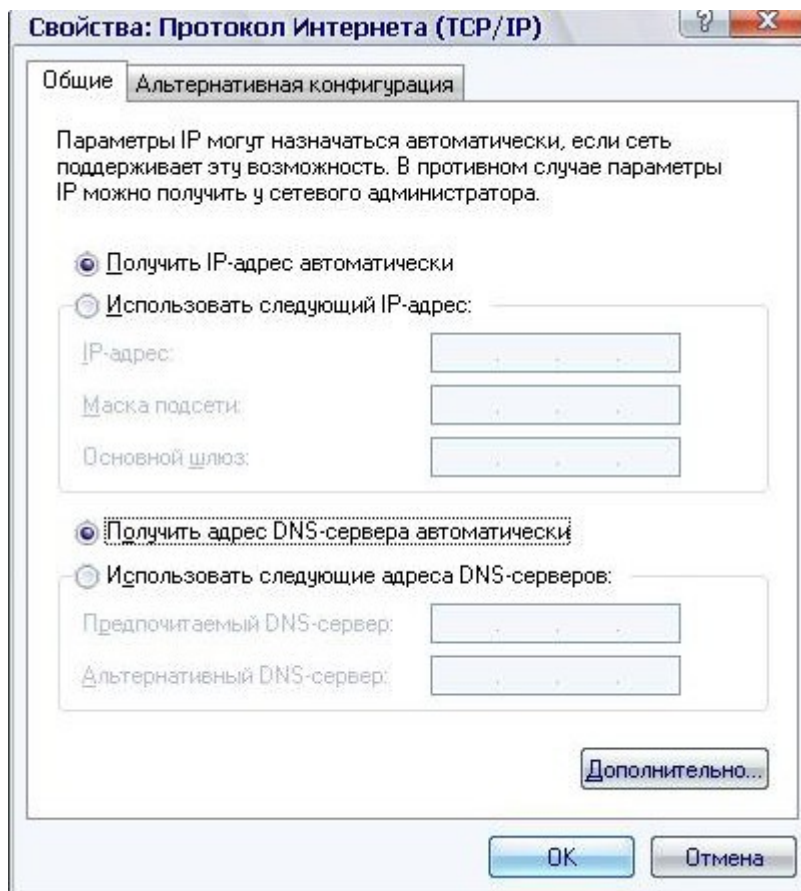 Свойства: Протокол Интернета (TCP/IP)
Общие
Альтернативная конфигурация
Параметры IP могут назначаться автоматически, если сеть
поддерживает эту возможность. В противном случае параметры
IP можно получить у сетевого администратора.
Получить IP-адрес автоматически
Использовать следующий IP-адрес:
IP-адрес:
Маска подсети:
Основной шлюз:
Получить адрес DNS-сервера автоматически
Использовать следующие адреса DNS-серверов:
Предпочитаемый DNS-сервер:
Альтернативный DNS-сервер:
Дополнительно...
OK
Отмена